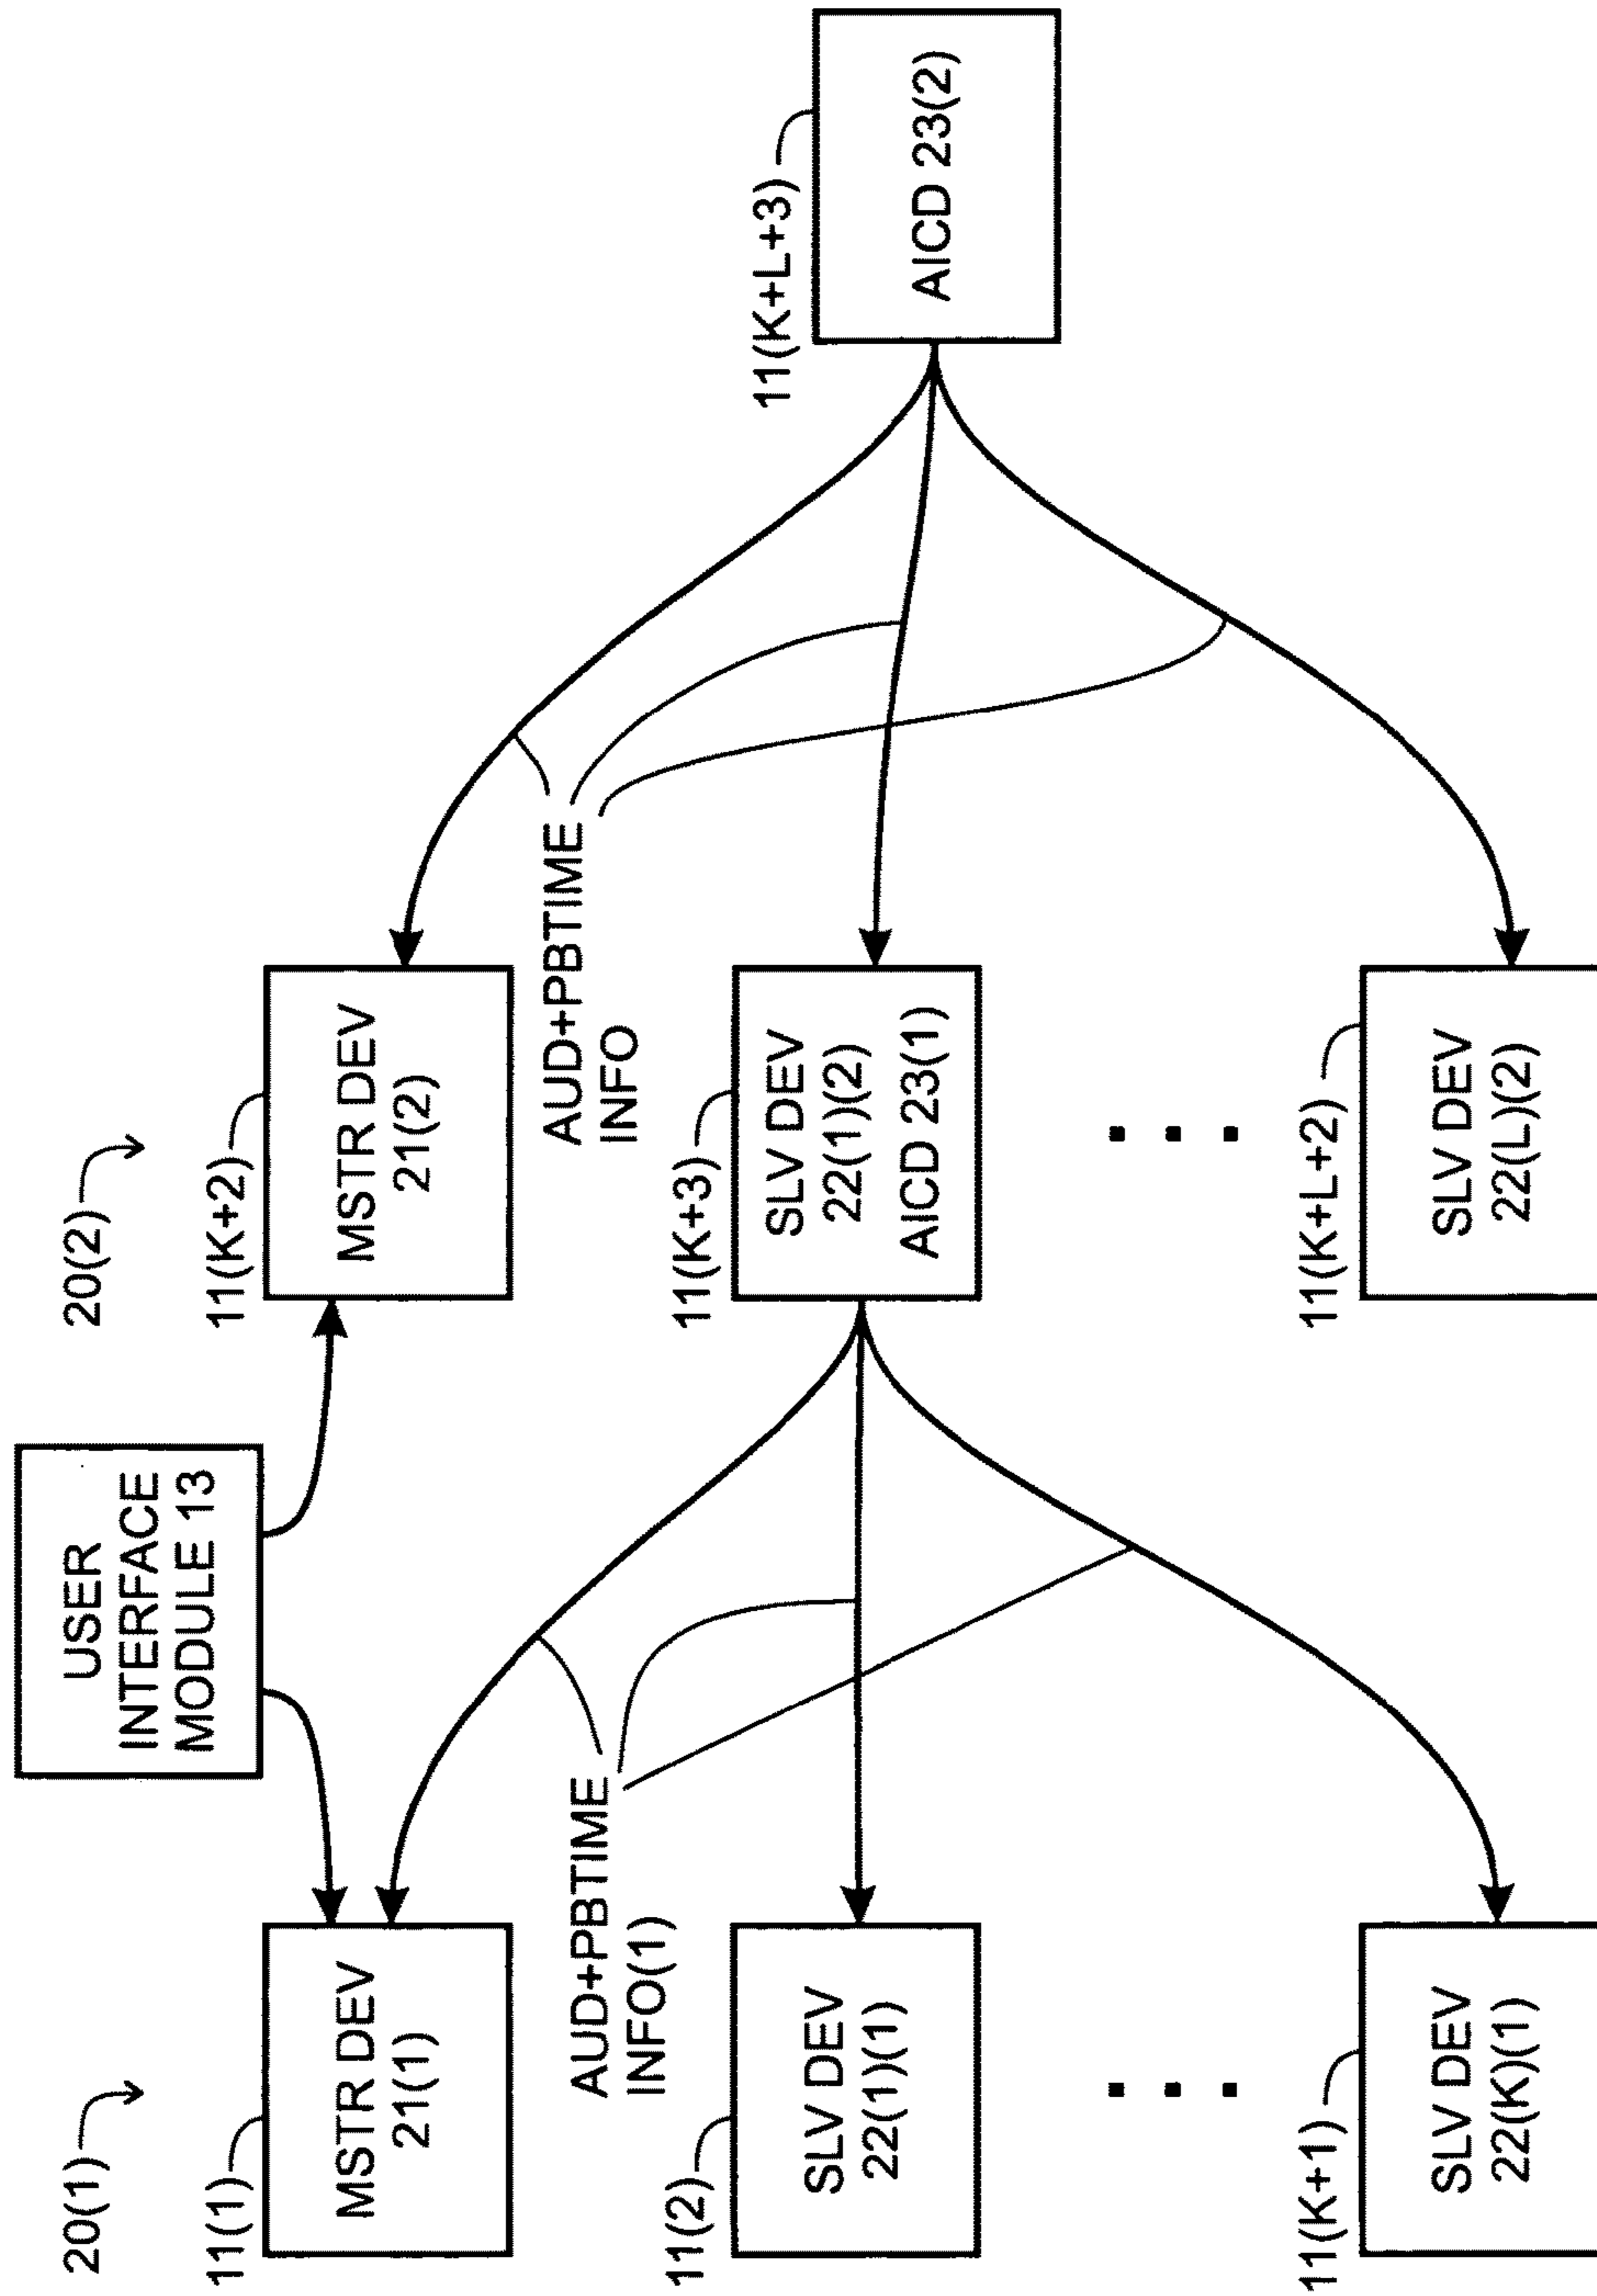 USER
INTERFACE
MODULE 13
20(1)
20(2)
11(1)
MSTR DEV
21(1)
11(K+2)
MSTR DEV
21(2)
AUD+PBTIME
INFO(1)
AUD+PBTIME
INFO
11(2)
SLV DEV
22(1)(1)
11(K+3)
SLV DEV
22(1)(2)
AICD 23(1)
11(K+L+3)
AICD 23(2)
11(K+1)
SLV DEV
22(K)(1)
11(K+L+2)
SLV DEV
22(L)(2)